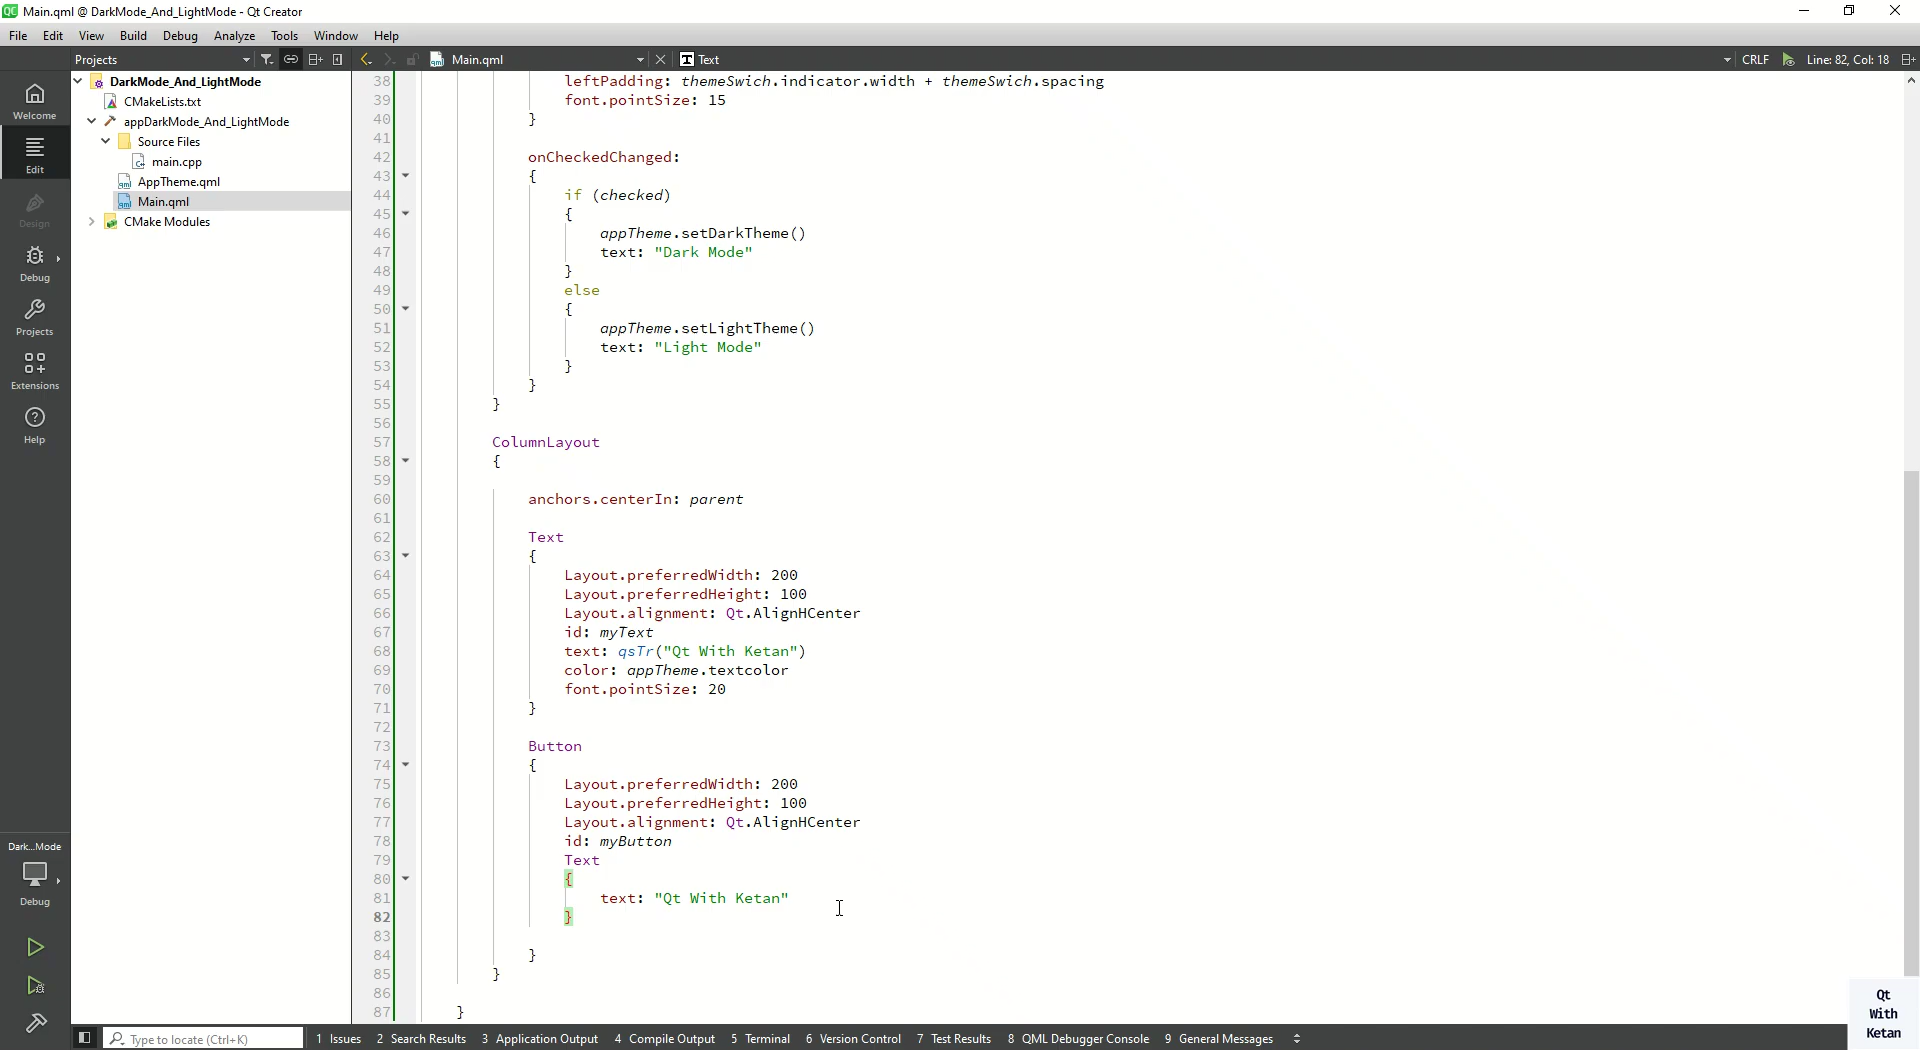 Main.qml @ DarkMode_And_LightMode - Qt Creator
File Edit View Build Debug Analyze Tools Window Help
Projects Main.qml Text CRLF Line: 82, Col: 18
Welcome
Edit
Design
Debug
Projects
Extensions
Help
Dark...Mode
Debug
DarkMode_And_LightMode
CMakeLists.txt
appDarkMode_And_LightMode
Source Files
main.cpp
AppTheme.qml
Main.qml
CMake Modules
38 leftPadding: themeSwich.indicator.width + themeSwich.spacing
39 font.pointSize: 15
40 }
41
42 onCheckedChanged:
43 {
44 if (checked)
45 {
46 appTheme.setDarkTheme()
47 text: "Dark Mode"
48 }
49 else
50 {
51 appTheme.setLightTheme()
52 text: "Light Mode"
53 }
54 }
55 }
56
57 ColumnLayout
58 {
59
60 anchors.centerIn: parent
61
62 Text
63 {
64 Layout.preferredWidth: 200
65 Layout.preferredHeight: 100
66 Layout.alignment: Qt.AlignHCenter
67 id: myText
68 text: qsTr("Qt With Ketan")
69 color: appTheme.textcolor
70 font.pointSize: 20
71 }
72
73 Button
74 {
75 Layout.preferredWidth: 200
76 Layout.preferredHeight: 100
77 Layout.alignment: Qt.AlignHCenter
78 id: myButton
79 Text
80 {
81 text: "Qt With Ketan"
82 }
83
84 }
85 }
86
87 }
Qt
With
Ketan
Type to locate (Ctrl+K) 1 Issues 2 Search Results 3 Application Output 4 Compile Output 5 Terminal 6 Version Control 7 Test Results 8 QML Debugger Console 9 General Messages